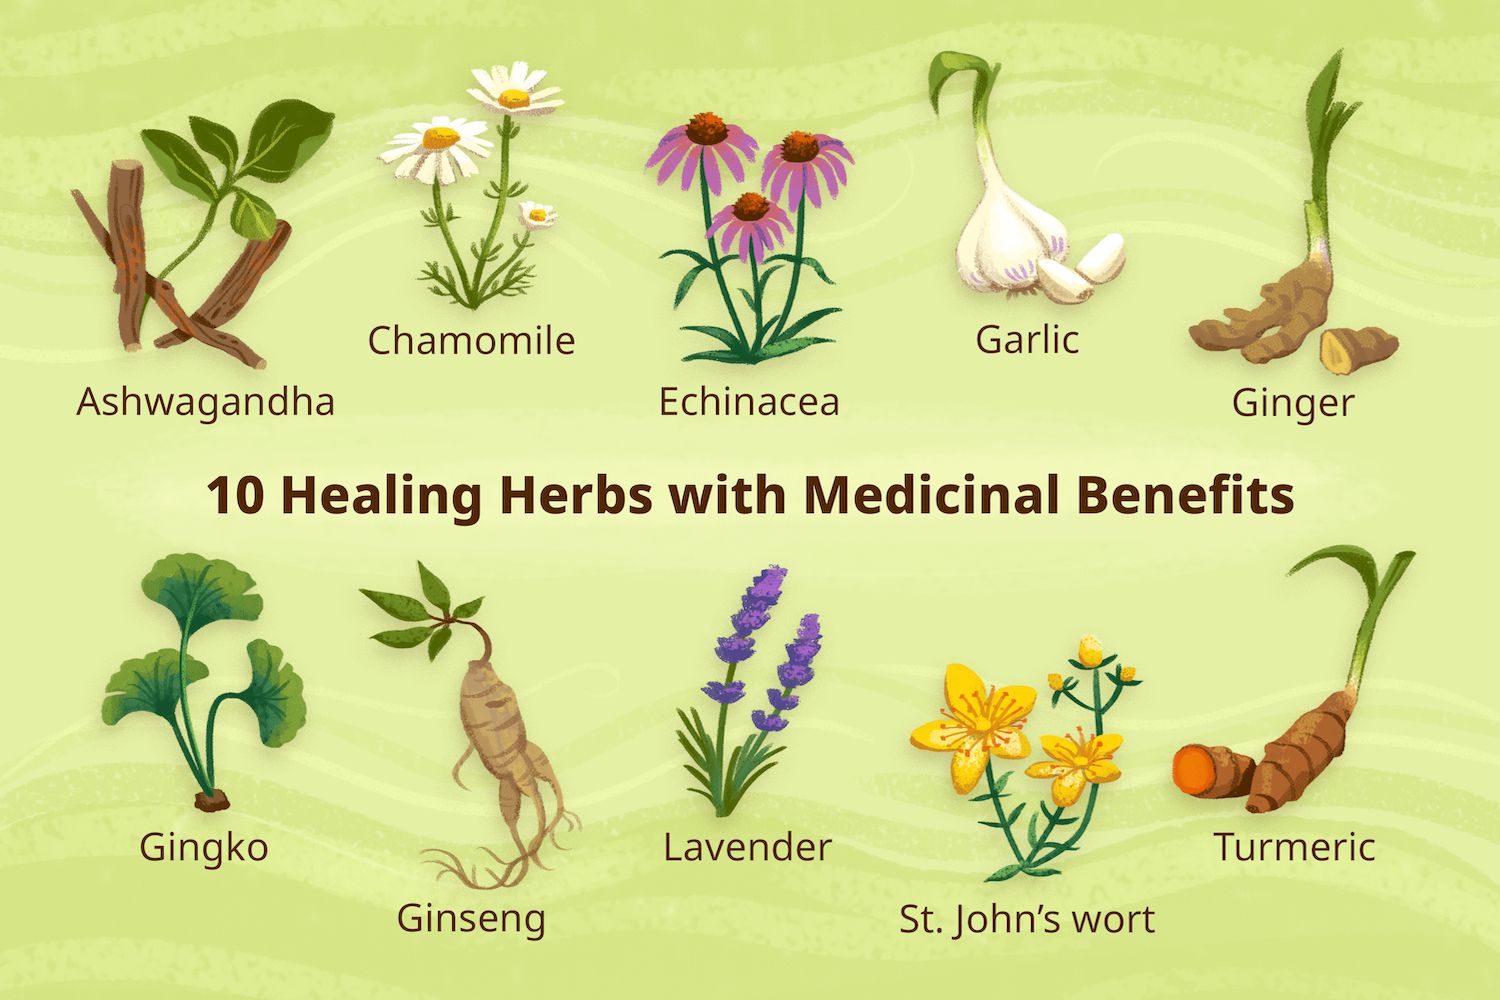 Ashwagandha
Chamomile
Echinacea
Garlic
Ginger
10 Healing Herbs with Medicinal Benefits
Gingko
Ginseng
Lavender
St. John’s wort
Turmeric